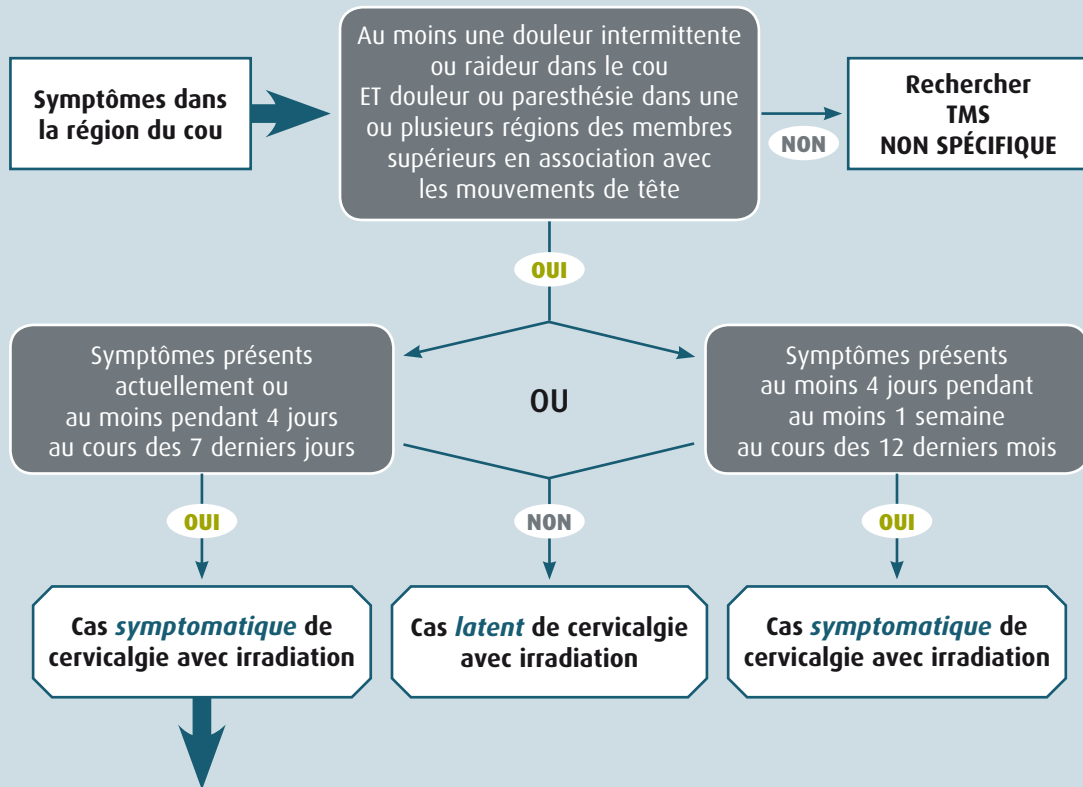 Symptômes dans
la région du cou
Au moins une douleur intermittente
ou raideur dans le cou
ET douleur ou paresthésie dans une
ou plusieurs régions des membres
supérieurs en association avec
les mouvements de tête
NON
Rechercher
TMS
NON SPÉCIFIQUE
OUI
Symptômes présents
actuellement ou
au moins pendant 4 jours
au cours des 7 derniers jours
OU
Symptômes présents
au moins 4 jours pendant
au moins 1 semaine
au cours des 12 derniers mois
OUI
NON
OUI
Cas symptomatique de
cervicalgie avec irradiation
Cas latent de cervicalgie
avec irradiation
Cas symptomatique de
cervicalgie avec irradiation